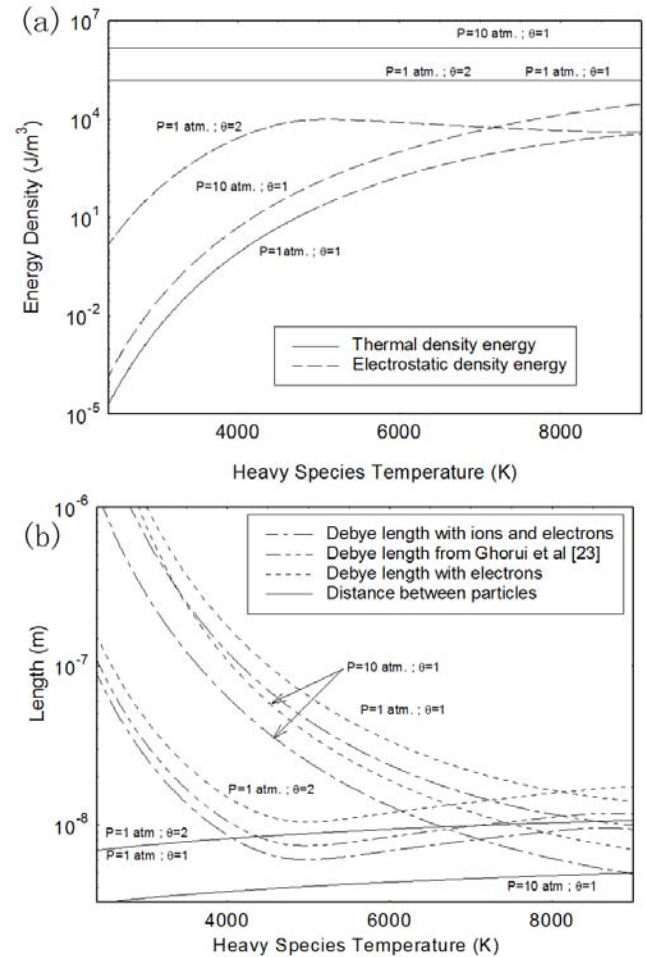 (a)
10^7
10^4
10^1
10^-2
10^-5
Energy Density (J/m^3)
P=10 atm. ; θ=1
P=1 atm. ; θ=2
P=1 atm. ; θ=1
P=1 atm. ; θ=2
P=10 atm. ; θ=1
P=1atm. ; θ=1
Thermal density energy
Electrostatic density energy
4000
6000
8000
Heavy Species Temperature (K)
(b)
10^-6
10^-7
10^-8
Length (m)
Debye length with ions and electrons
Debye length from Ghorui et al [23]
Debye length with electrons
Distance between particles
P=10 atm. ; θ=1
P=1 atm. ; θ=1
P=1 atm. ; θ=2
P=1 atm ; θ=2
P=1 atm ; θ=1
P=10 atm ; θ=1
4000
6000
8000
Heavy Species Temperature (K)